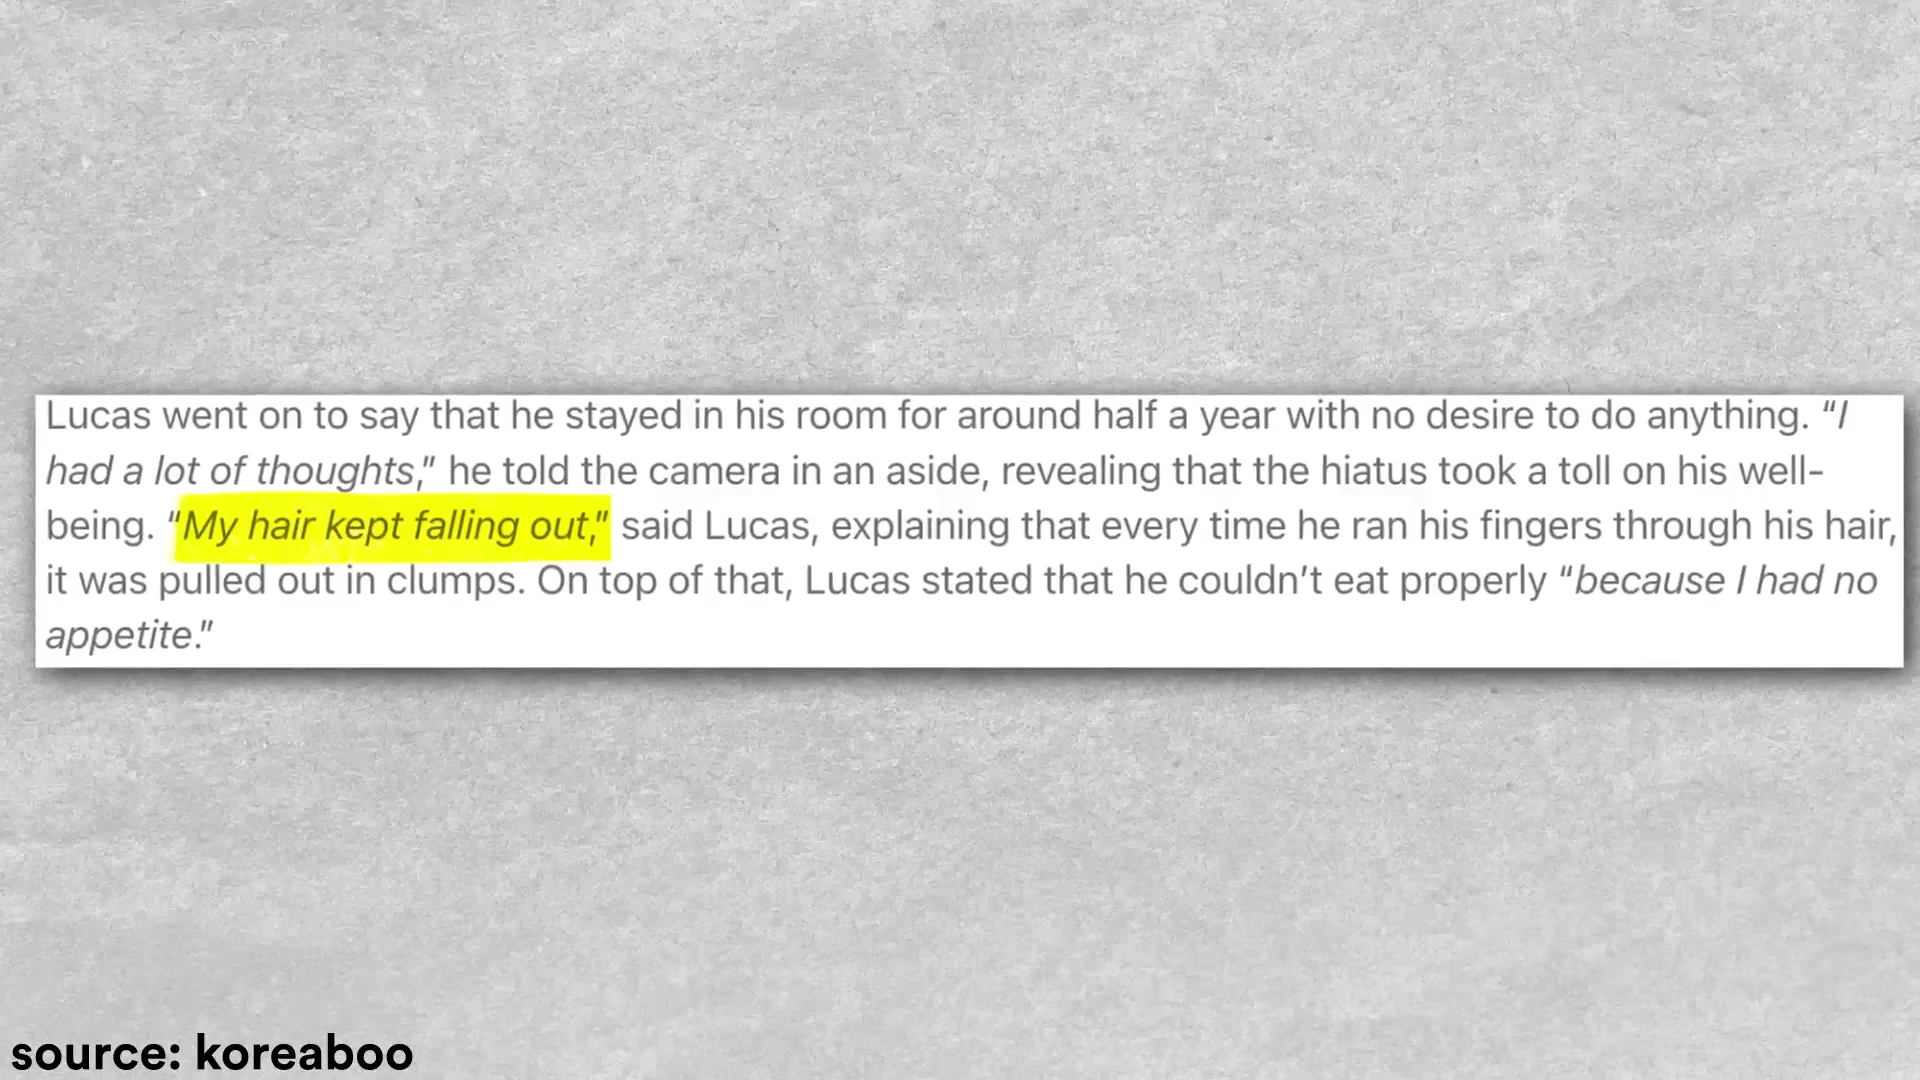 Lucas went on to say that he stayed in his room for around half a year with no desire to do anything. “I
had a lot of thoughts,” he told the camera in an aside, revealing that the hiatus took a toll on his well-
being. “My hair kept falling out,” said Lucas, explaining that every time he ran his fingers through his hair,
it was pulled out in clumps. On top of that, Lucas stated that he couldn’t eat properly “because I had no
appetite.”
source: koreaboo